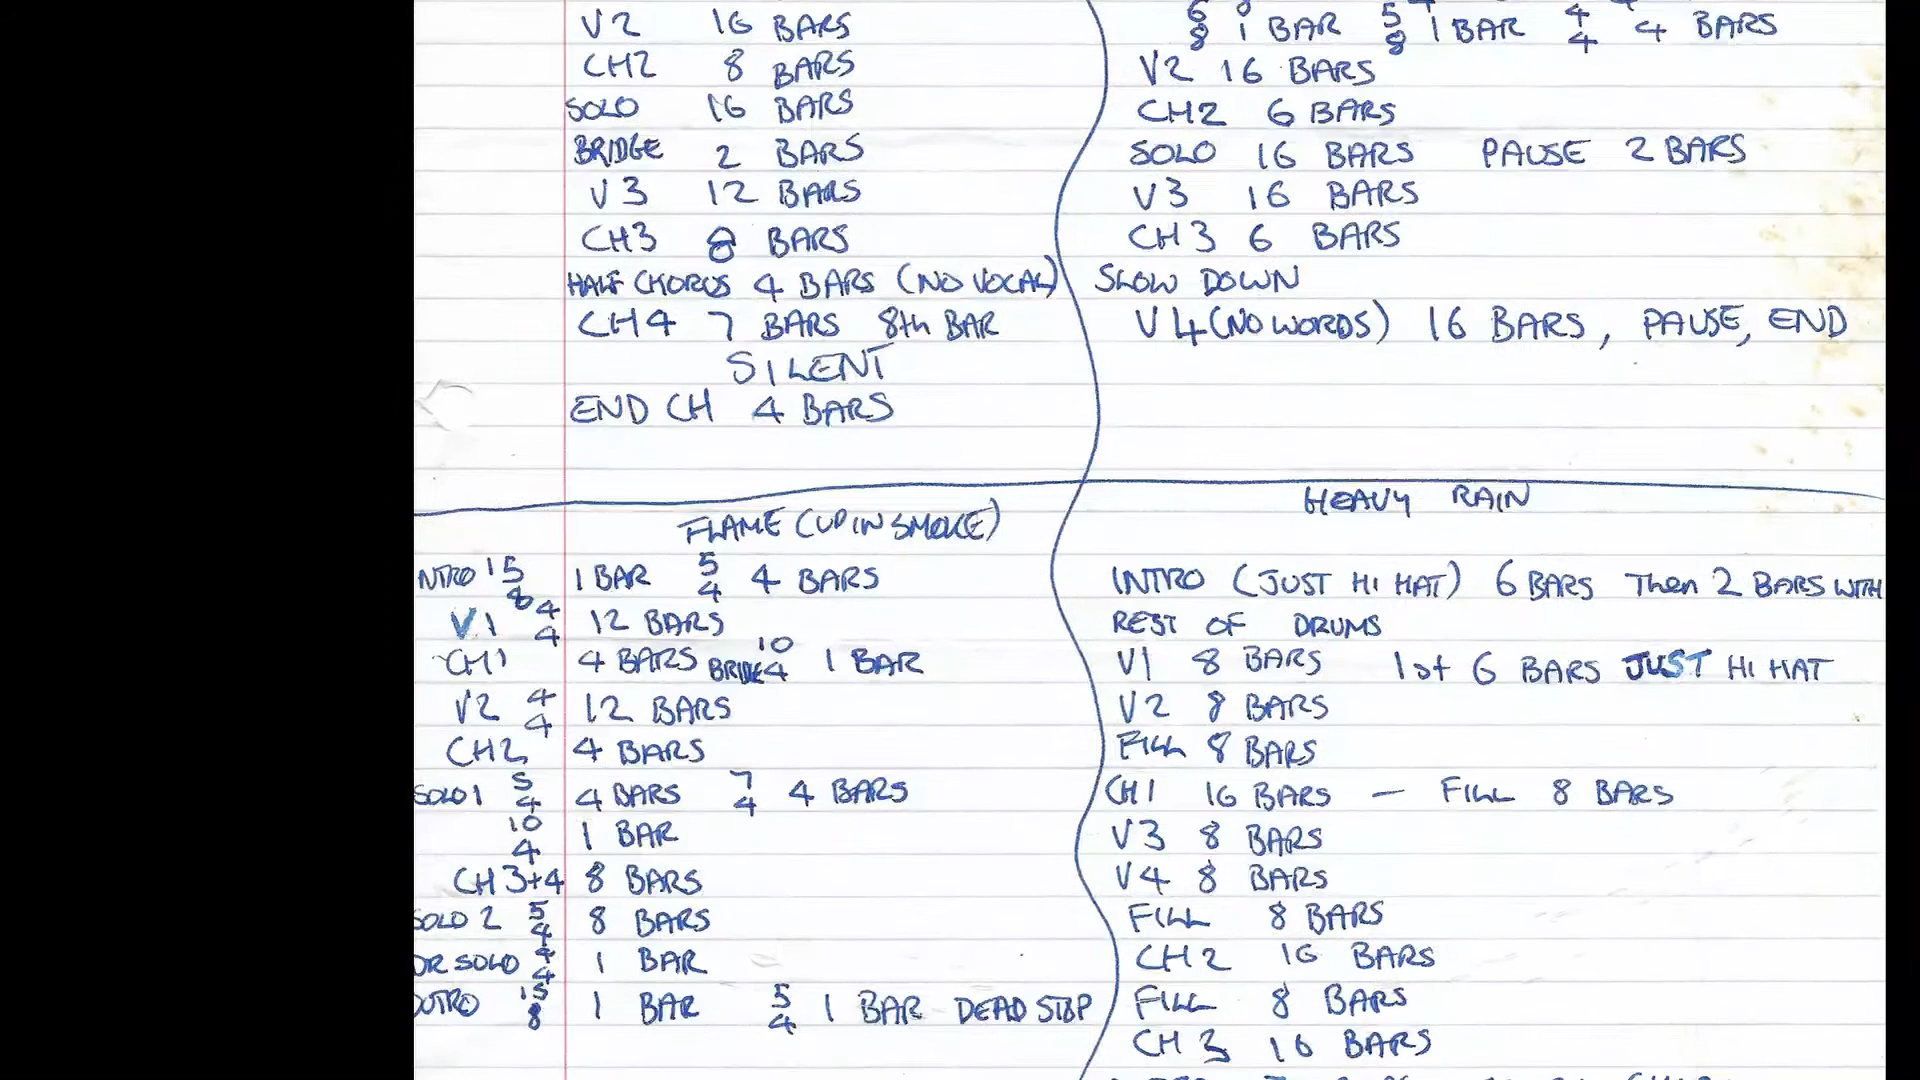 V2 16 BARS
CH2 8 BARS
SOLO 16 BARS
BRIDGE 2 BARS
V3 12 BARS
CH3 8 BARS
HALF CHORUS 4 BARS (NO VOCAL)
CH4 7 BARS 8th BAR
SILENT
END CH 4 BARS
6/8 1 BAR 5/8 1 BAR 4/4 4 BARS
V2 16 BARS
CH2 6 BARS
SOLO 16 BARS PAUSE 2 BARS
V3 16 BARS
CH3 6 BARS
SLOW DOWN
V4 (NO WORDS) 16 BARS, PAUSE, END
FLAME (UP IN SMOKE)
NTRO 15/8 1 BAR 5/4 4 BARS
V1 4/4 12 BARS
CH1 4 BARS BRIDGE 10/4 1 BAR
V2 4/4 12 BARS
CH2 4 BARS
SOLO 1 5/4 4 BARS 7/4 4 BARS
10/4 1 BAR
CH 3+4 8 BARS
SOLO 2 5/4 8 BARS
DR SOLO 4/4 1 BAR
OUTRO 15/8 1 BAR 5/4 1 BAR DEAD STOP
HEAVY RAIN
INTRO (JUST HI HAT) 6 BARS Then 2 BARS WITH
REST OF DRUMS
V1 8 BARS 1st 6 BARS JUST HI HAT
V2 8 BARS
FILL 8 BARS
CH1 16 BARS — FILL 8 BARS
V3 8 BARS
V4 8 BARS
FILL 8 BARS
CH2 16 BARS
FILL 8 BARS
CH3 16 BARS